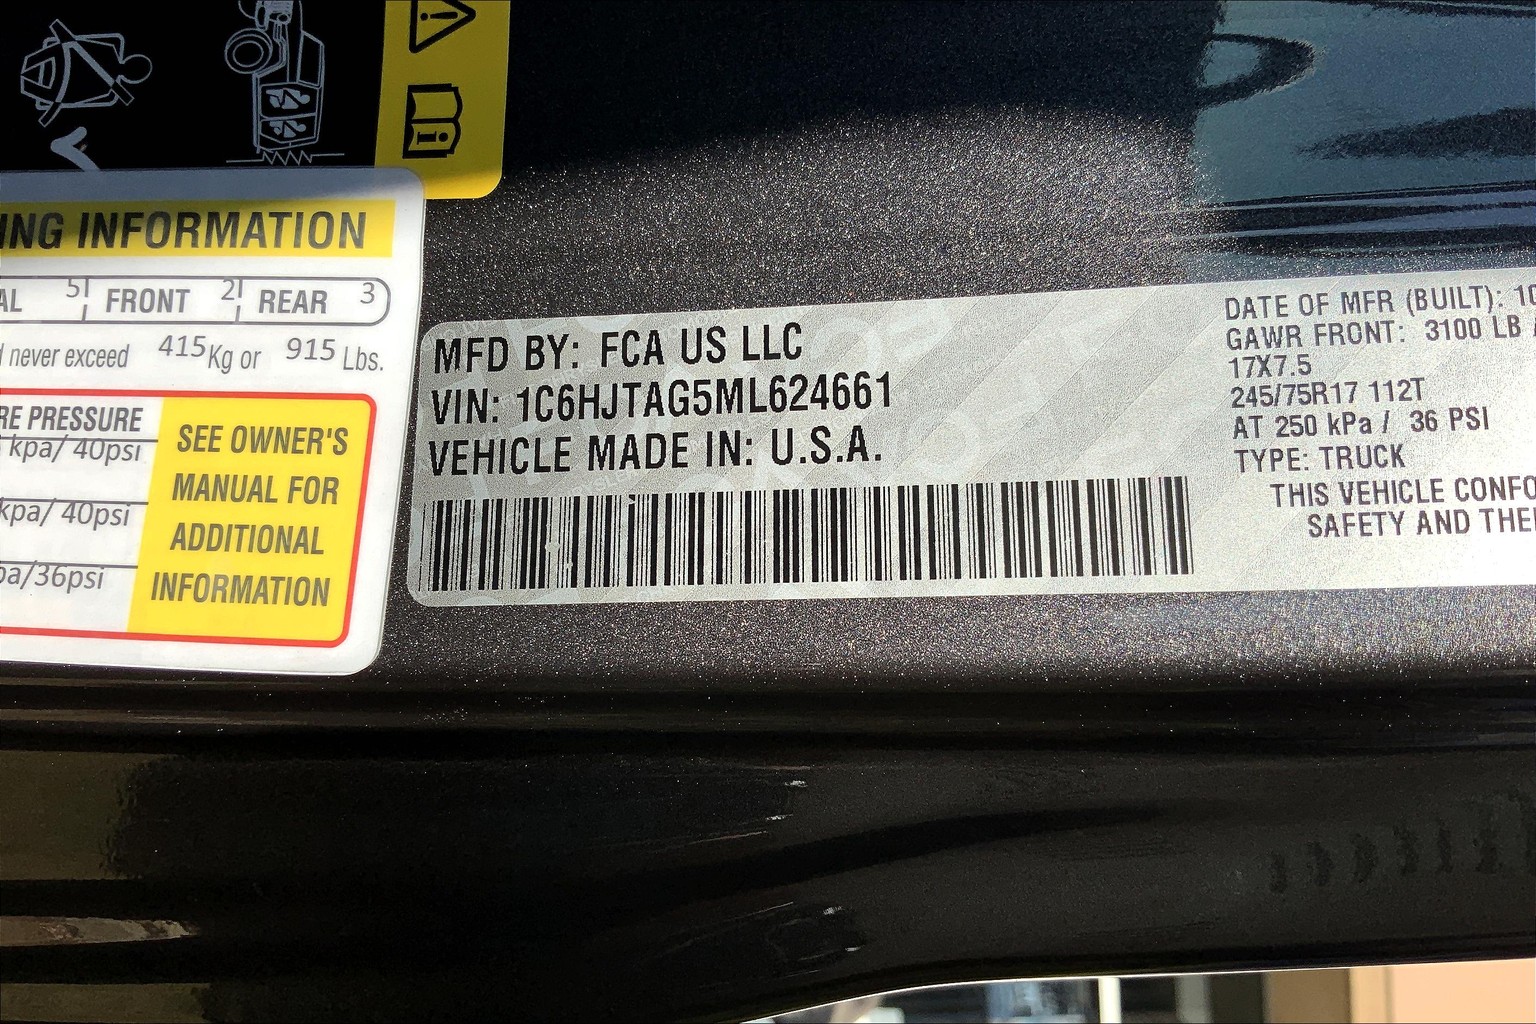 ING INFORMATION
AL 5 FRONT 2 REAR 3
never exceed 415 Kg or 915 Lbs.
RE PRESSURE
kpa/ 40psi
kpa/ 40psi
pa/36psi
SEE OWNER'S
MANUAL FOR
ADDITIONAL
INFORMATION
MFD BY: FCA US LLC
VIN: 1C6HJTAG5ML624661
VEHICLE MADE IN: U.S.A.
DATE OF MFR (BUILT): 10
GAWR FRONT: 3100 LB
17X7.5
245/75R17 112T
AT 250 kPa / 36 PSI
TYPE: TRUCK
THIS VEHICLE CONFO
SAFETY AND THE